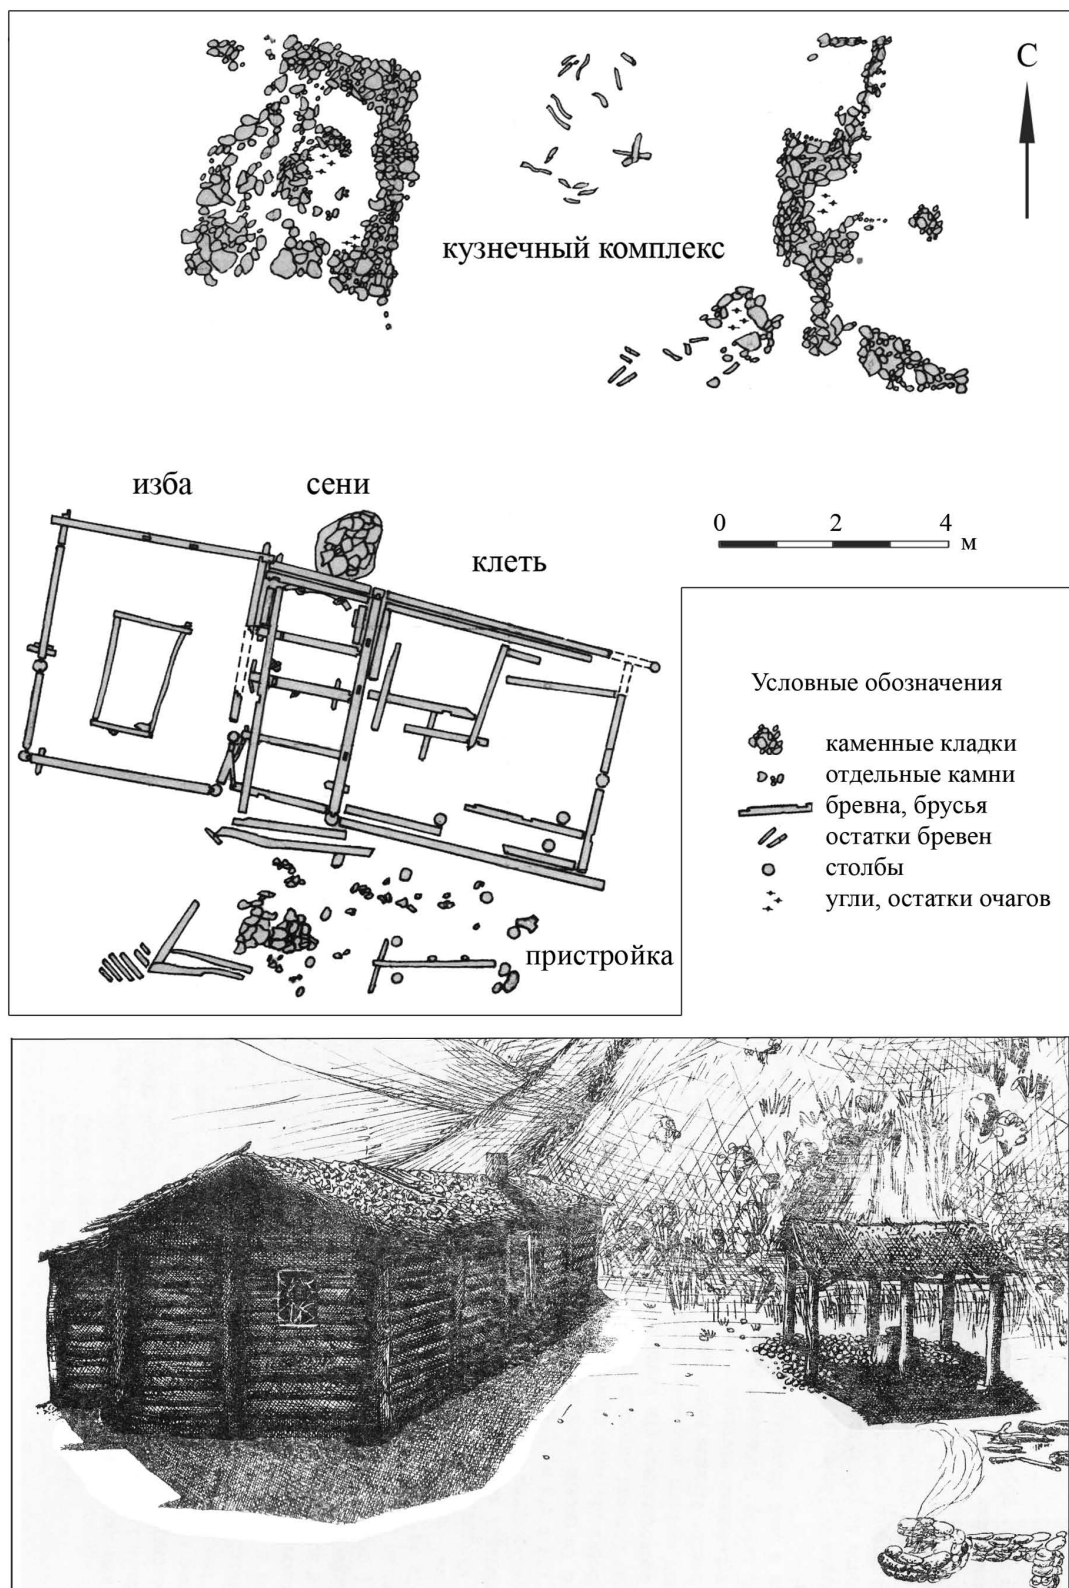 С
кузнечный комплекс
изба
сени
клеть
0 2 4
м
Условные обозначения
каменные кладки
отдельные камни
бревна, брусья
остатки бревен
столбы
угли, остатки очагов
пристройка